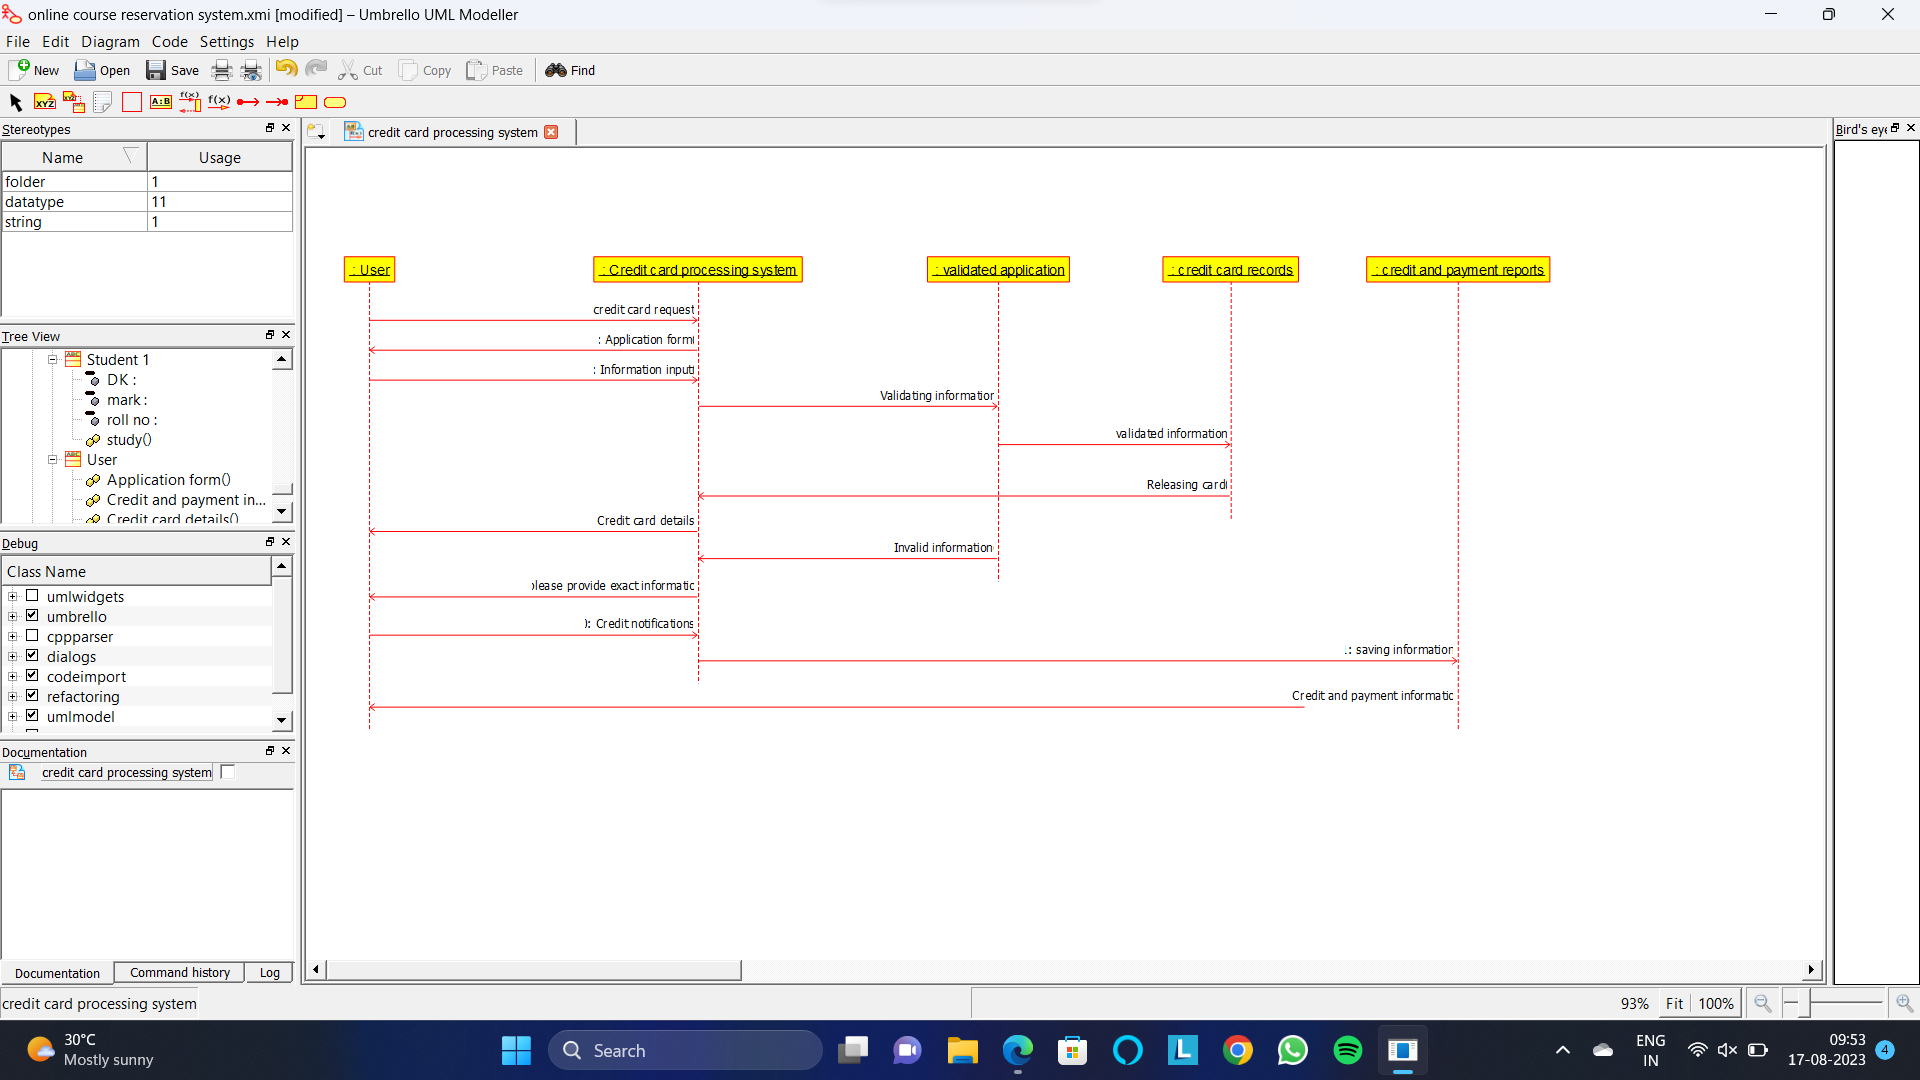 online course reservation system.xmi [modified] – Umbrello UML Modeller
File Edit Diagram Code Settings Help
New Open Save Cut Copy Paste Find
XYZ XYZ A:B f(x) f(x)
Stereotypes
Name Usage
folder 1
datatype 11
string 1
Tree View
ABC Student 1
DK :
mark :
roll no :
study()
ABC User
Application form()
Credit and payment in...
Credit card details()
Debug
Class Name
umlwidgets
umbrello
cppparser
dialogs
codeimport
refactoring
umlmodel
Documentation
credit card processing system
Documentation Command history Log
credit card processing system
credit card processing system
Bird's eye
: User
: Credit card processing system
: validated application
: credit card records
: credit and payment reports
credit card request
: Application form
: Information input
Validating information
validated information
Releasing card
Credit card details
Invalid information
please provide exact informatio
): Credit notifications
.: saving information
Credit and payment informatio
93% Fit 100%
30°C
Mostly sunny
Search
L
ENG
IN
09:53
17-08-2023
4